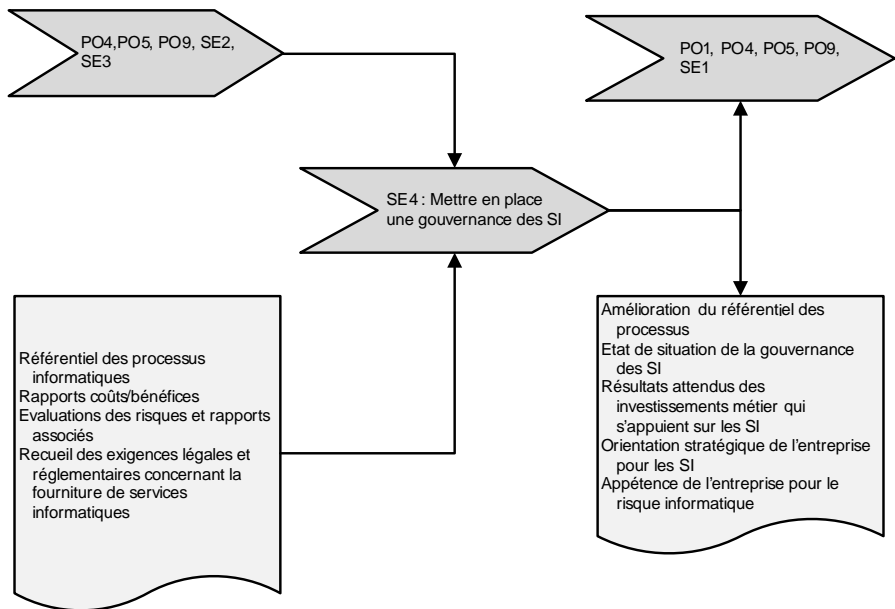 PO4,PO5, PO9, SE2,
SE3
PO1, PO4, PO5, PO9,
SE1
SE4 : Mettre en place
une gouvernance des SI
Référentiel des processus
informatiques
Rapports coûts/bénéfices
Evaluations des risques et rapports
associés
Recueil des exigences légales et
réglementaires concernant la
fourniture de services
informatiques
Amélioration du référentiel des
processus
Etat de situation de la gouvernance
des SI
Résultats attendus des
investissements métier qui
s'appuient sur les SI
Orientation stratégique de l'entreprise
pour les SI
Appétence de l'entreprise pour le
risque informatique